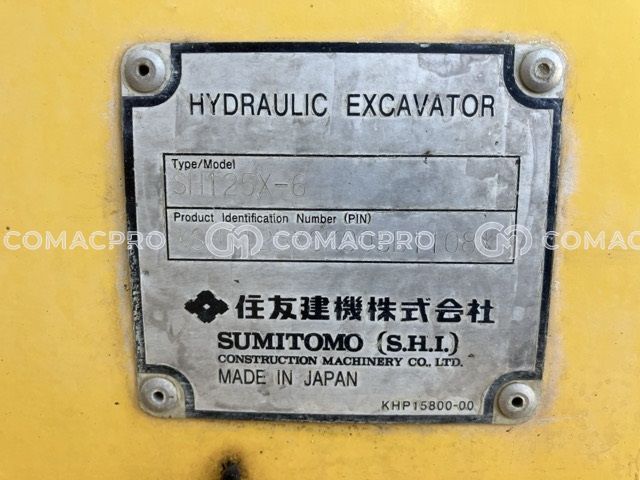 HYDRAULIC EXCAVATOR
Type/Model
SH125X-6
Product Identification Number (PIN)
COMACPRO COMACPRO COMACPRO
住友建機株式会社
SUMITOMO (S.H.I.)
CONSTRUCTION MACHINERY CO., LTD.
MADE IN JAPAN
KHP15800-00